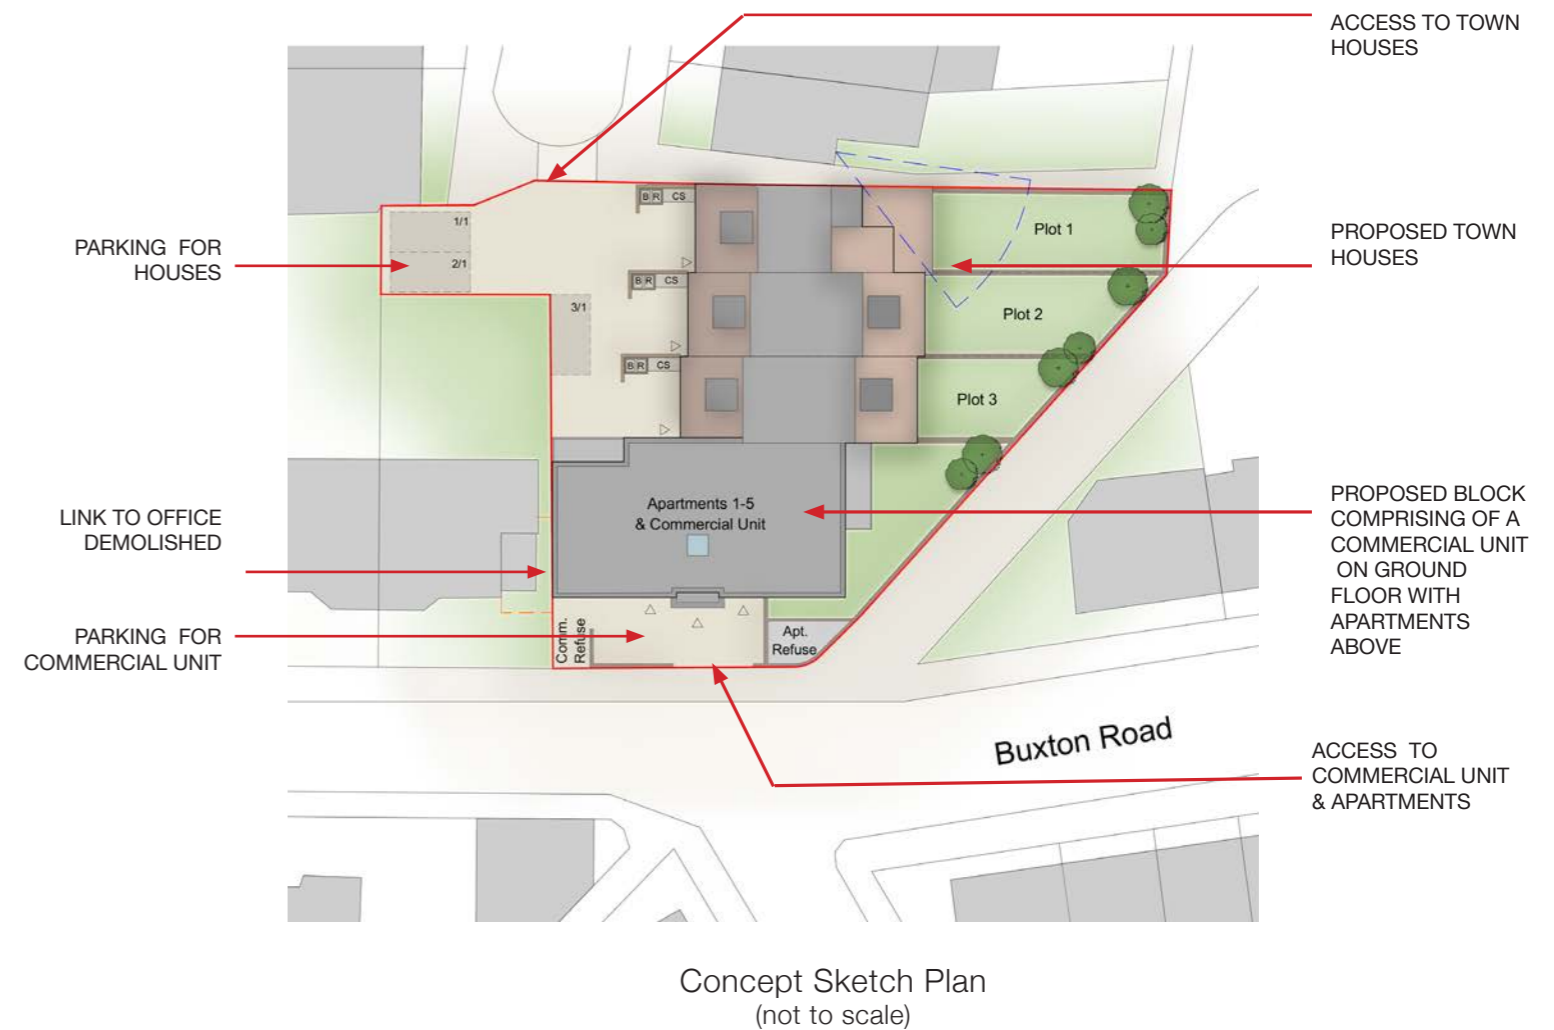 ACCESS TO TOWN
HOUSES
B R CS
1/1
PARKING FOR
HOUSES
2/1
Plot 1
PROPOSED TOWN
HOUSES
B R CS
3/1
Plot 2
B R CS
Plot 3
Apartments 1-5
& Commercial Unit
PROPOSED BLOCK
COMPRISING OF A
COMMERCIAL UNIT
ON GROUND
FLOOR WITH
APARTMENTS
ABOVE
LINK TO OFFICE
DEMOLISHED
PARKING FOR
COMMERCIAL UNIT
Comm.
Refuse
Apt.
Refuse
Buxton Road
ACCESS TO
COMMERCIAL UNIT
& APARTMENTS
Concept Sketch Plan
(not to scale)